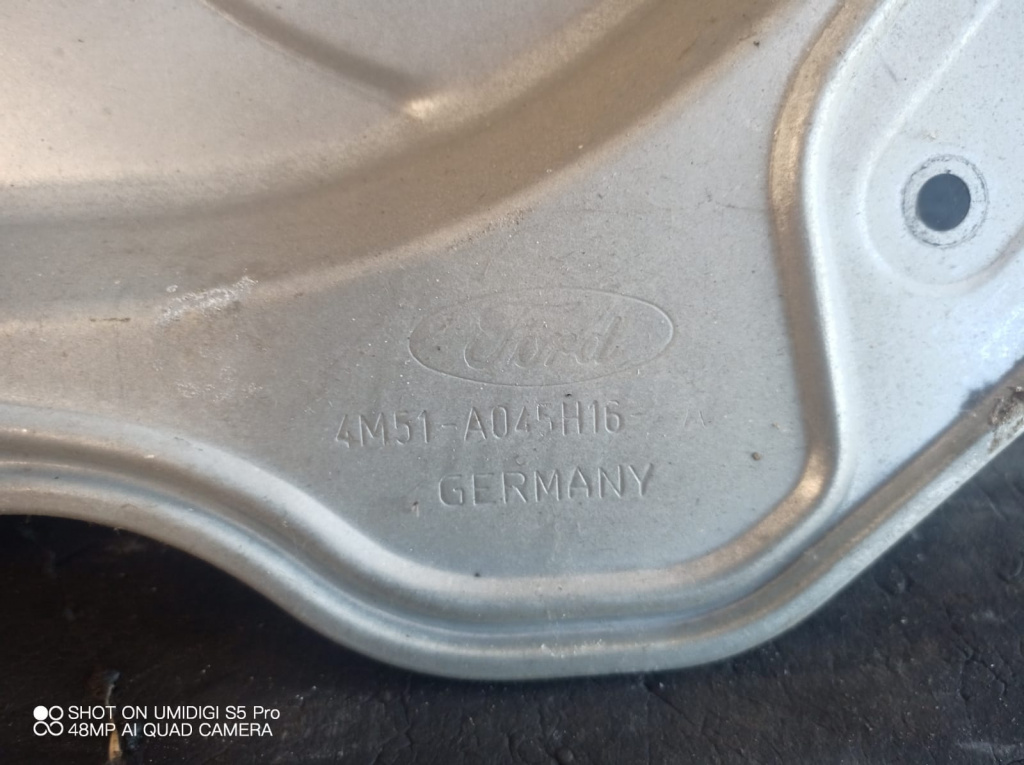 Ford
4M51-A045H16- A
GERMANY
SHOT ON UMIDIGI S5 Pro
48MP AI QUAD CAMERA